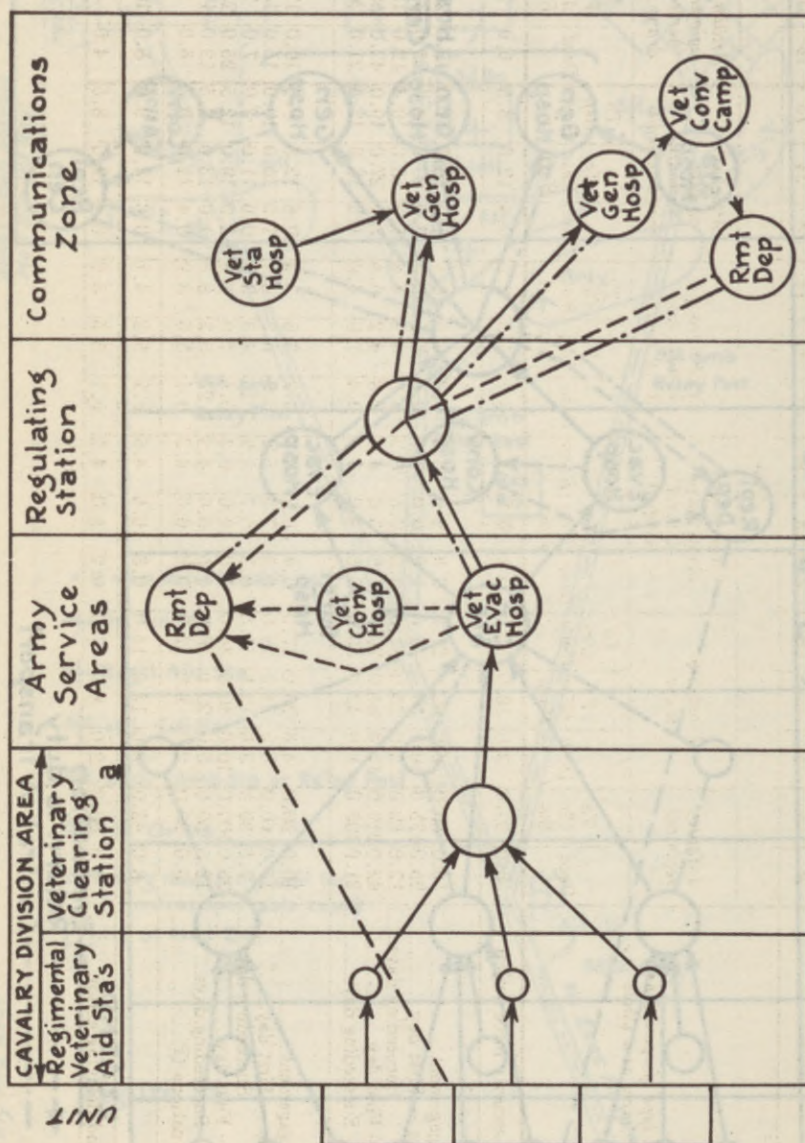 UNIT
CAVALRY DIVISION AREA
Regimental
Veterinary
Aid Sta's
Veterinary
Clearing
Station a
Army
Service
Areas
Regulating
Station
Communications
Zone
Rmt
Dep
Vet
Conv
Hosp
Vet
Evac
Hosp
Vet
Sta
Hosp
Vet
Gen
Hosp
Vet
Gen
Hosp
Vet
Conv
Camp
Rmt
Dep